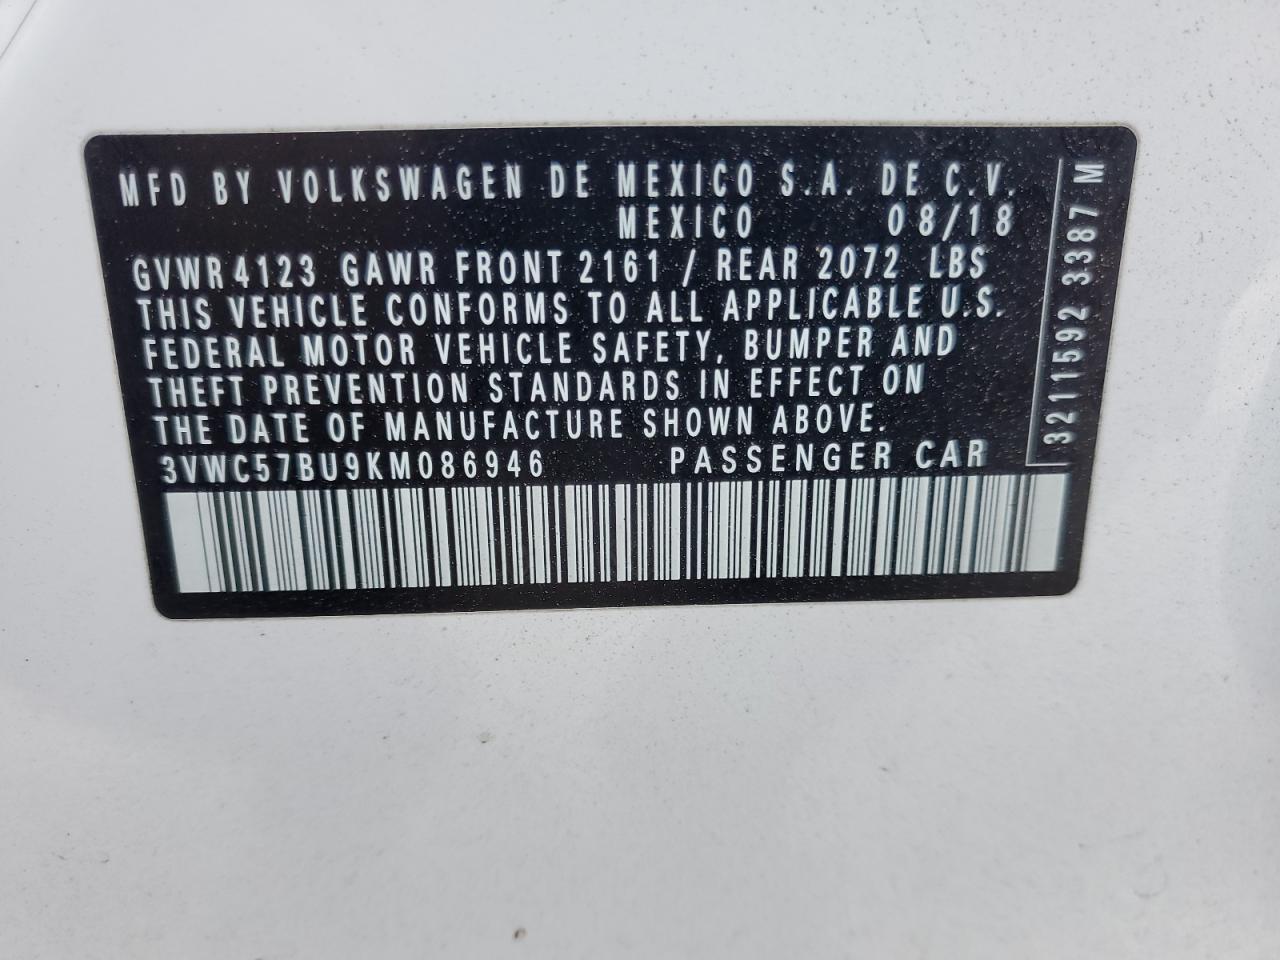 MFD BY VOLKSWAGEN DE MEXICO S.A. DE C.V.
MEXICO 08/18
GVWR 4123 GAWR FRONT 2161 / REAR 2072 LBS
THIS VEHICLE CONFORMS TO ALL APPLICABLE U.S.
FEDERAL MOTOR VEHICLE SAFETY, BUMPER AND
THEFT PREVENTION STANDARDS IN EFFECT ON
THE DATE OF MANUFACTURE SHOWN ABOVE.
3VWC57BU9KM086946 PASSENGER CAR
3211592 3387 M